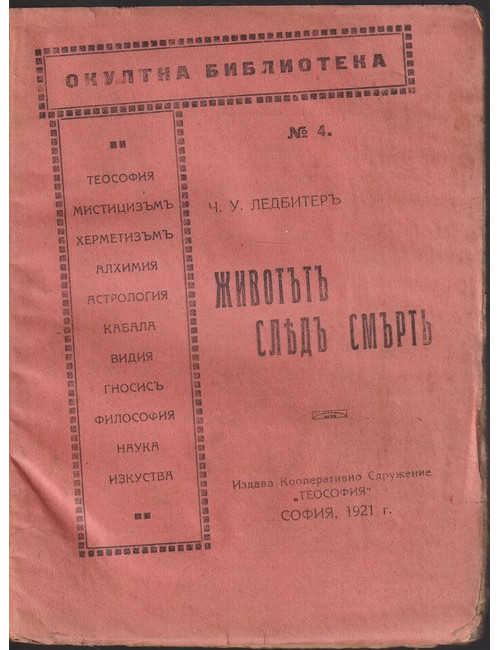 ОКУЛТНА БИБЛИОТЕКА
№ 4.
ТЕОСОФИЯ
МИСТИЦИЗЪМЪ
ХЕРМЕТИЗЪМЪ
АЛХИМИЯ
АСТРОЛОГИЯ
КАБАЛА
ВИДИЯ
ГНОСИСЪ
ФИЛОСОФИЯ
НАУКА
ИЗКУСТВА
Ч. У. ЛЕДБИТЕРЪ
ЖИВОТЪТЪ
СЛѢДЪ СМЪРТЬ
Издава Кооперативно Сдружение
„ТЕОСОФИЯ"
СОФИЯ, 1921 г.